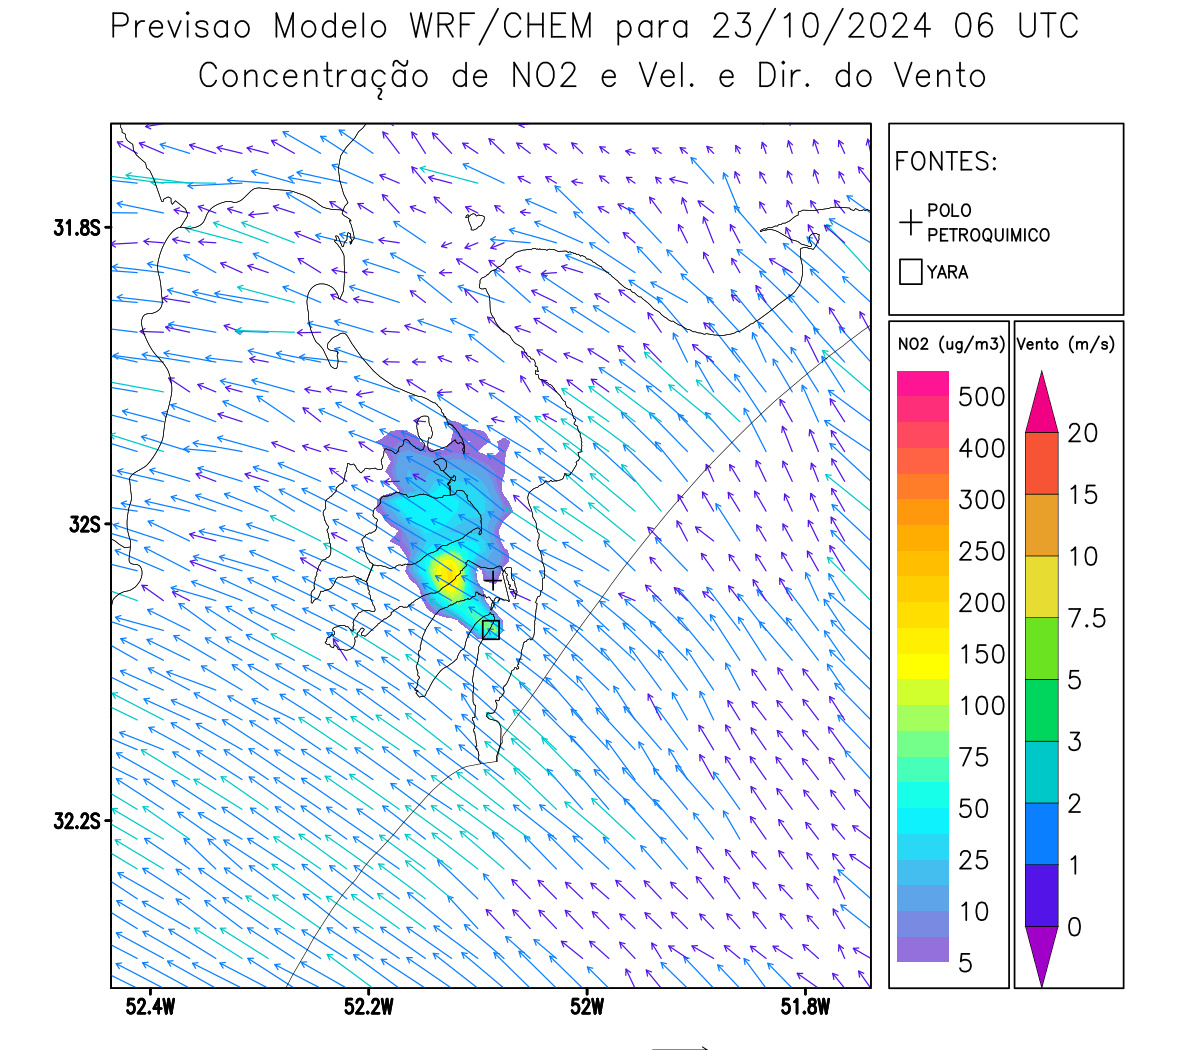 Previsao Modelo WRF/CHEM para 23/10/2024 06 UTC
Concentração de NO2 e Vel. e Dir. do Vento
FONTES:
POLO
PETROQUIMICO
YARA
31.8S
32S
32.2S
52.4W
52.2W
52W
51.8W
NO2 (ug/m3)
500
400
300
250
200
150
100
75
50
25
10
5
Vento (m/s)
20
15
10
7.5
5
3
2
1
0